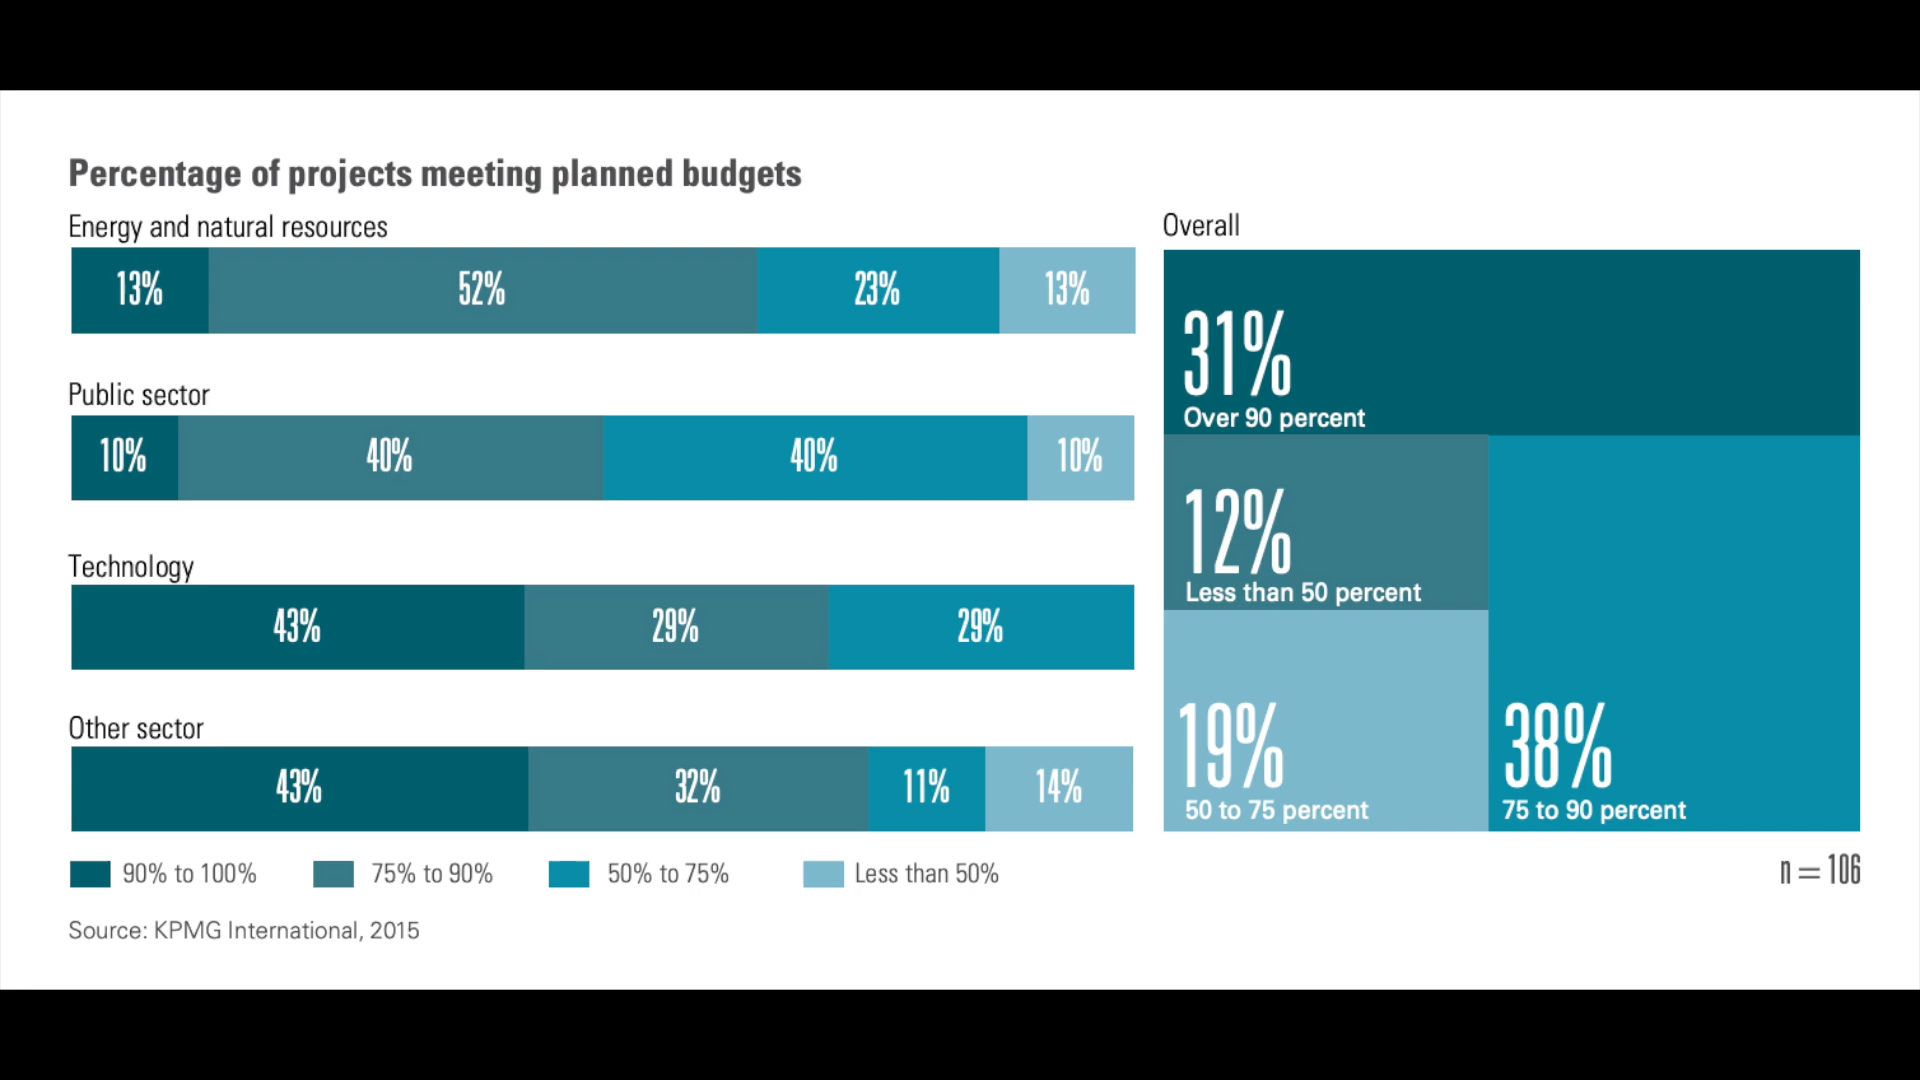 Percentage of projects meeting planned budgets
Energy and natural resources
13% 52% 23% 13%
Public sector
10% 40% 40% 10%
Technology
43% 29% 29%
Other sector
43% 32% 11% 14%
90% to 100% 75% to 90% 50% to 75% Less than 50%
Source: KPMG International, 2015
Overall
31%
Over 90 percent
12%
Less than 50 percent
19%
50 to 75 percent
38%
75 to 90 percent
n = 106